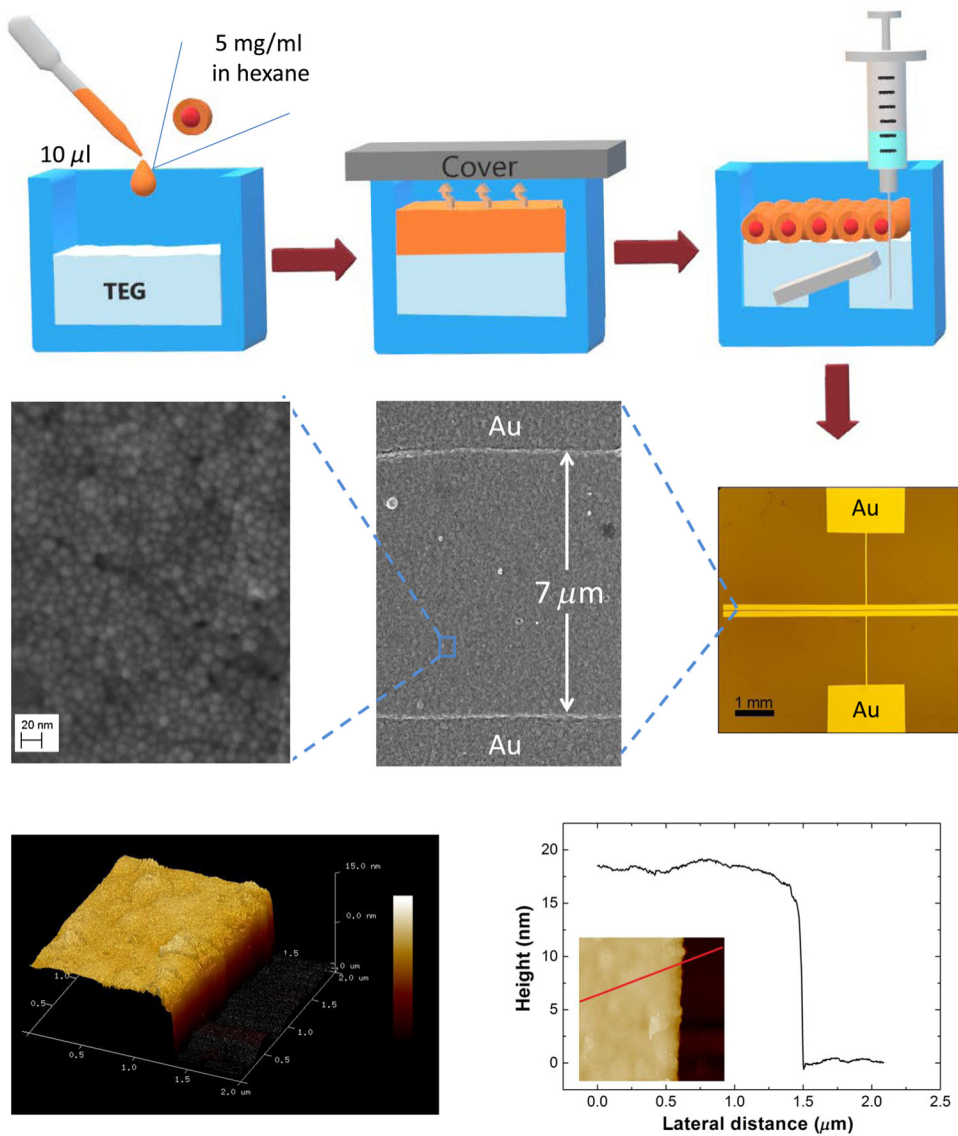 5 mg/ml
in hexane
10 μl
TEG
Cover
Au
7 μm
Au
20 nm
Au
Au
1 mm
15.0 nm
0.0 nm
1.5
2.0 um
1.0
1.5
0.5
1.0
0.5
0.5
1.0
1.5
2.0 um
Height (nm)
20
15
10
5
0
0.0
0.5
1.0
1.5
2.0
2.5
Lateral distance (μm)